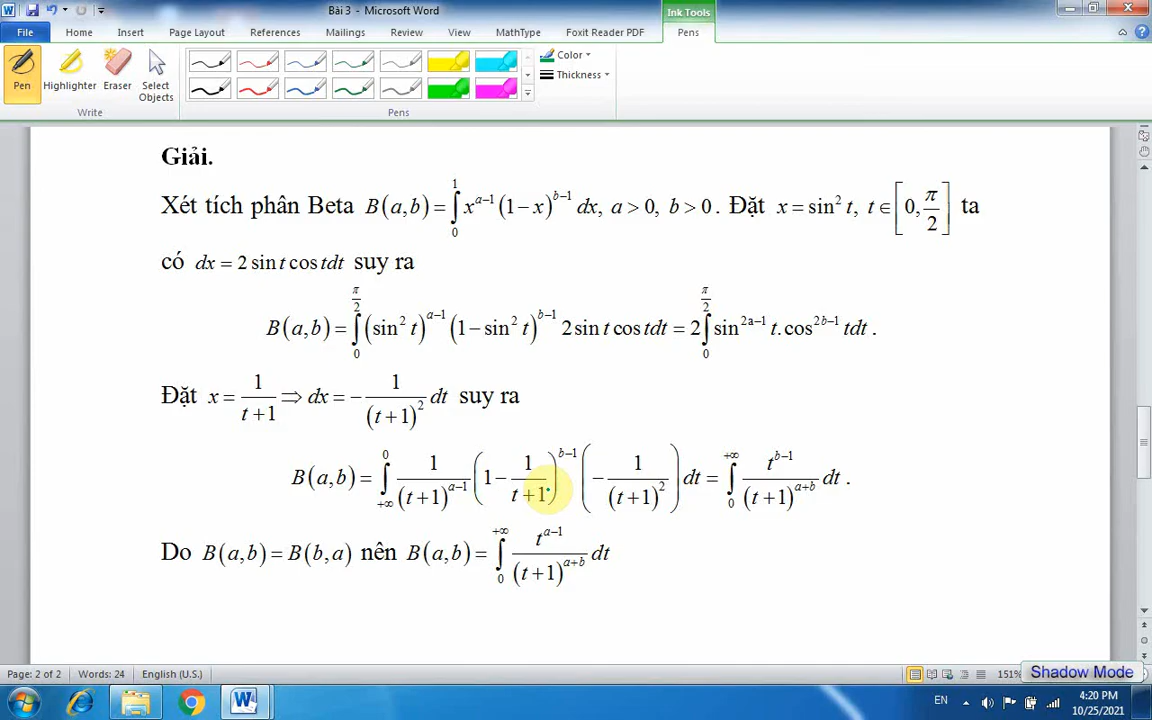 Bài 3 - Microsoft Word
Ink Tools
File Home Insert Page Layout References Mailings Review View MathType Foxit Reader PDF Pens
Pen Highlighter Eraser Select Objects
Color
Thickness
Write
Pens
Giải.
Xét tích phân Beta B(a,b) = ∫₀¹ x^{a−1}(1−x)^{b−1} dx, a > 0, b > 0. Đặt x = sin² t, t ∈ [0, π/2] ta
có dx = 2 sin t cos tdt suy ra
B(a,b) = ∫₀^{π/2} (sin² t)^{a−1} (1−sin² t)^{b−1} 2 sin t cos tdt = 2∫₀^{π/2} sin^{2a−1} t.cos^{2b−1} tdt.
Đặt x = 1/(t+1) ⇒ dx = −1/(t+1)² dt suy ra
B(a,b) = ∫_{+∞}^{0} 1/(t+1)^{a−1} (1 − 1/(t+1))^{b−1} (−1/(t+1)²) dt = ∫₀^{+∞} t^{b−1}/(t+1)^{a+b} dt.
Do B(a,b) = B(b,a) nên B(a,b) = ∫₀^{+∞} t^{a−1}/(t+1)^{a+b} dt
Page: 2 of 2 Words: 24 English (U.S.) 151%
Shadow Mode
EN 4:20 PM
10/25/2021